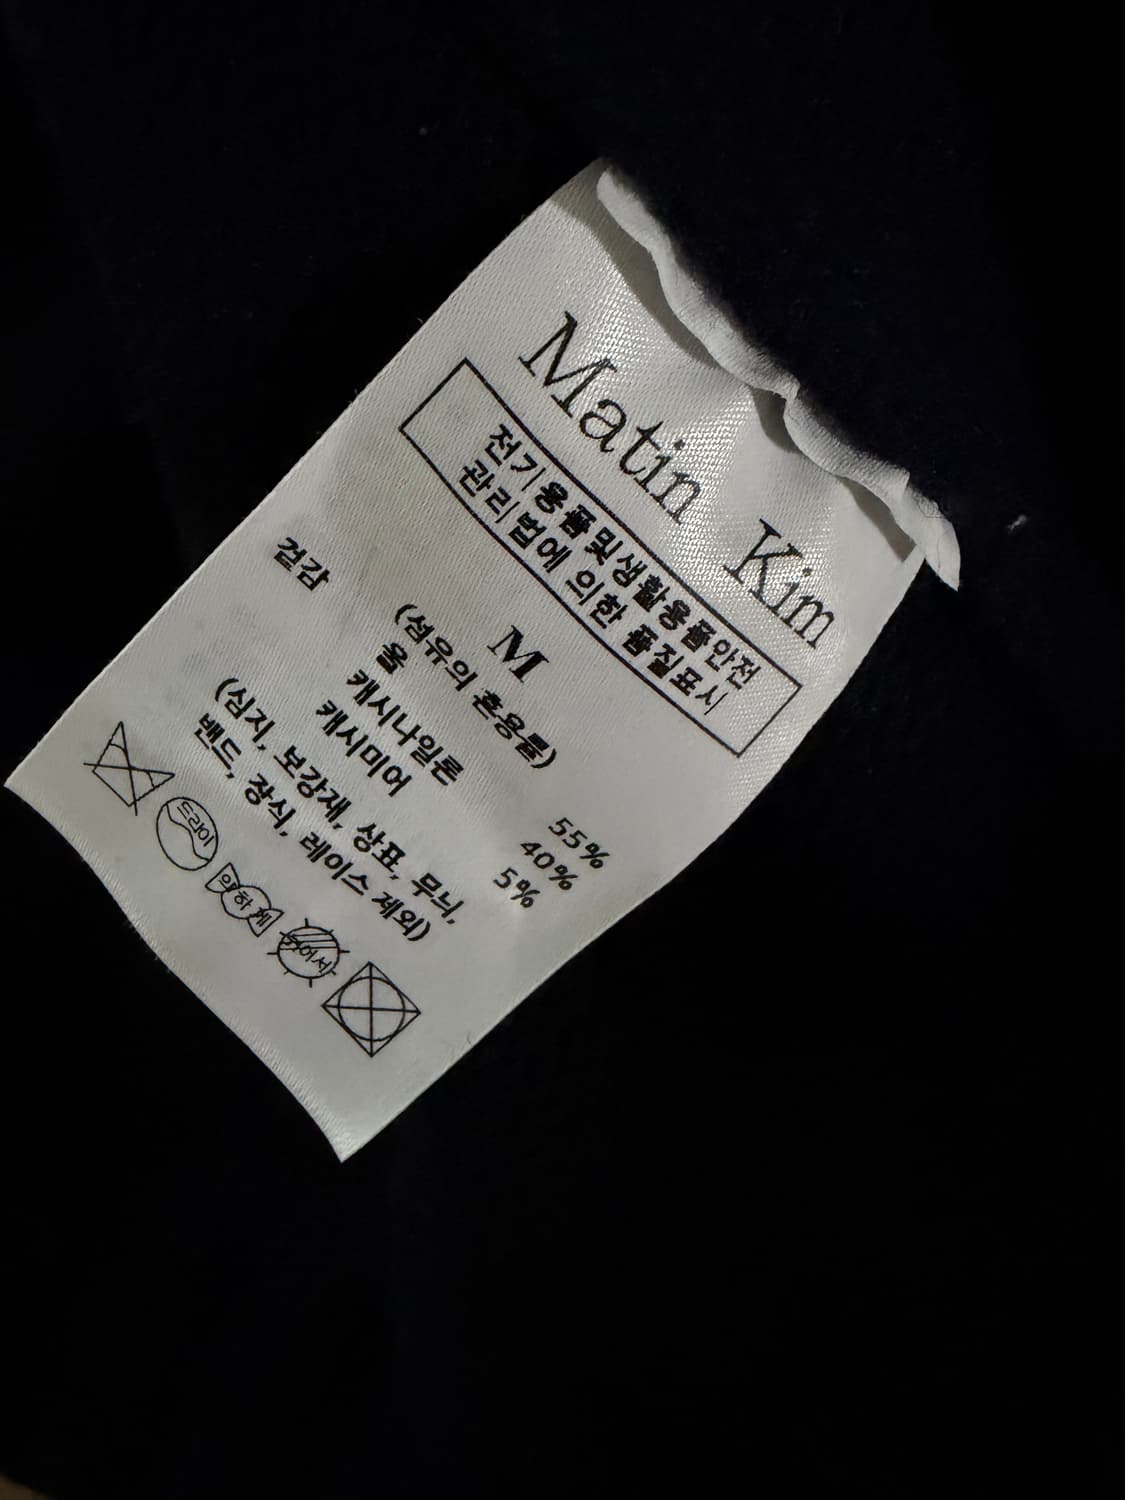 Matin Kim
전기용품및생활용품안전
관리법에 의한 품질표시
M
(섬유의 혼용률)
겉감 울 55%
캐시나일론 40%
캐시미어 5%
(심지, 보강재, 상표, 무늬,
밴드, 장식, 레이스 제외)
드라이
약하게